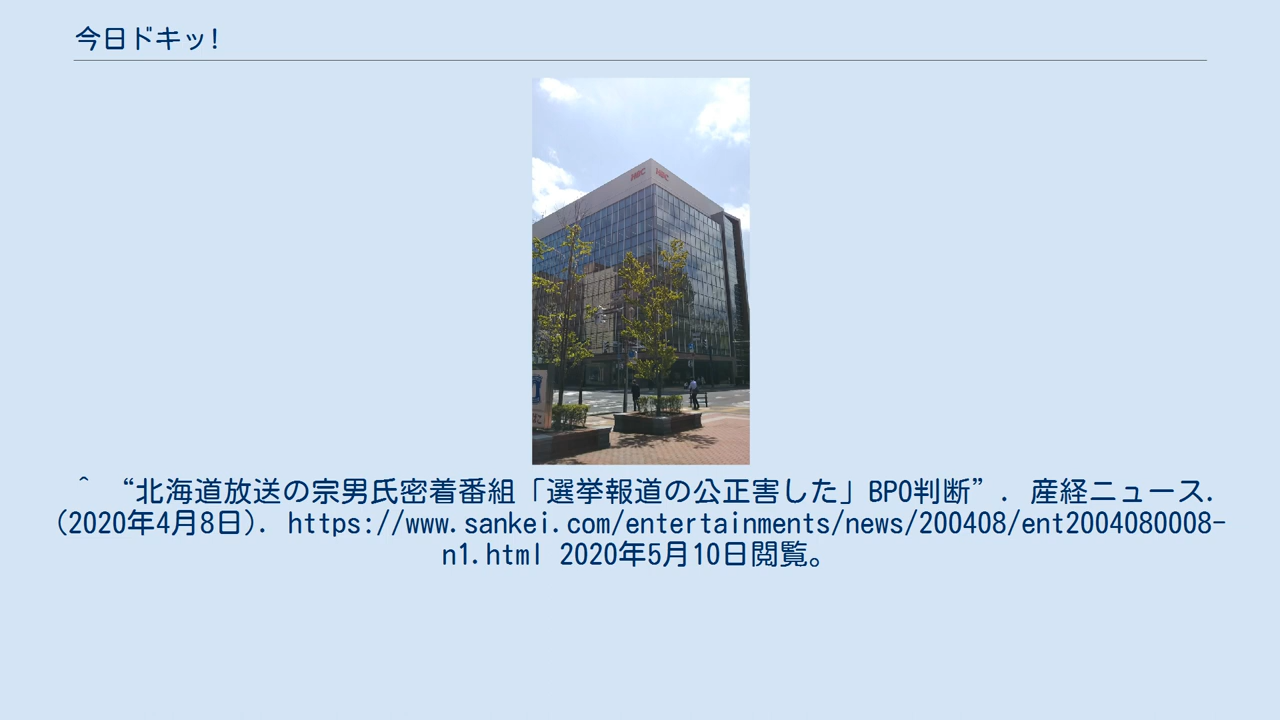 今日ドキッ!
HBC HBC
^ “北海道放送の宗男氏密着番組「選挙報道の公正害した」BPO判断”. 産経ニュース.
(2020年4月8日). https://www.sankei.com/entertainments/news/200408/ent2004080008-
n1.html 2020年5月10日閲覧。